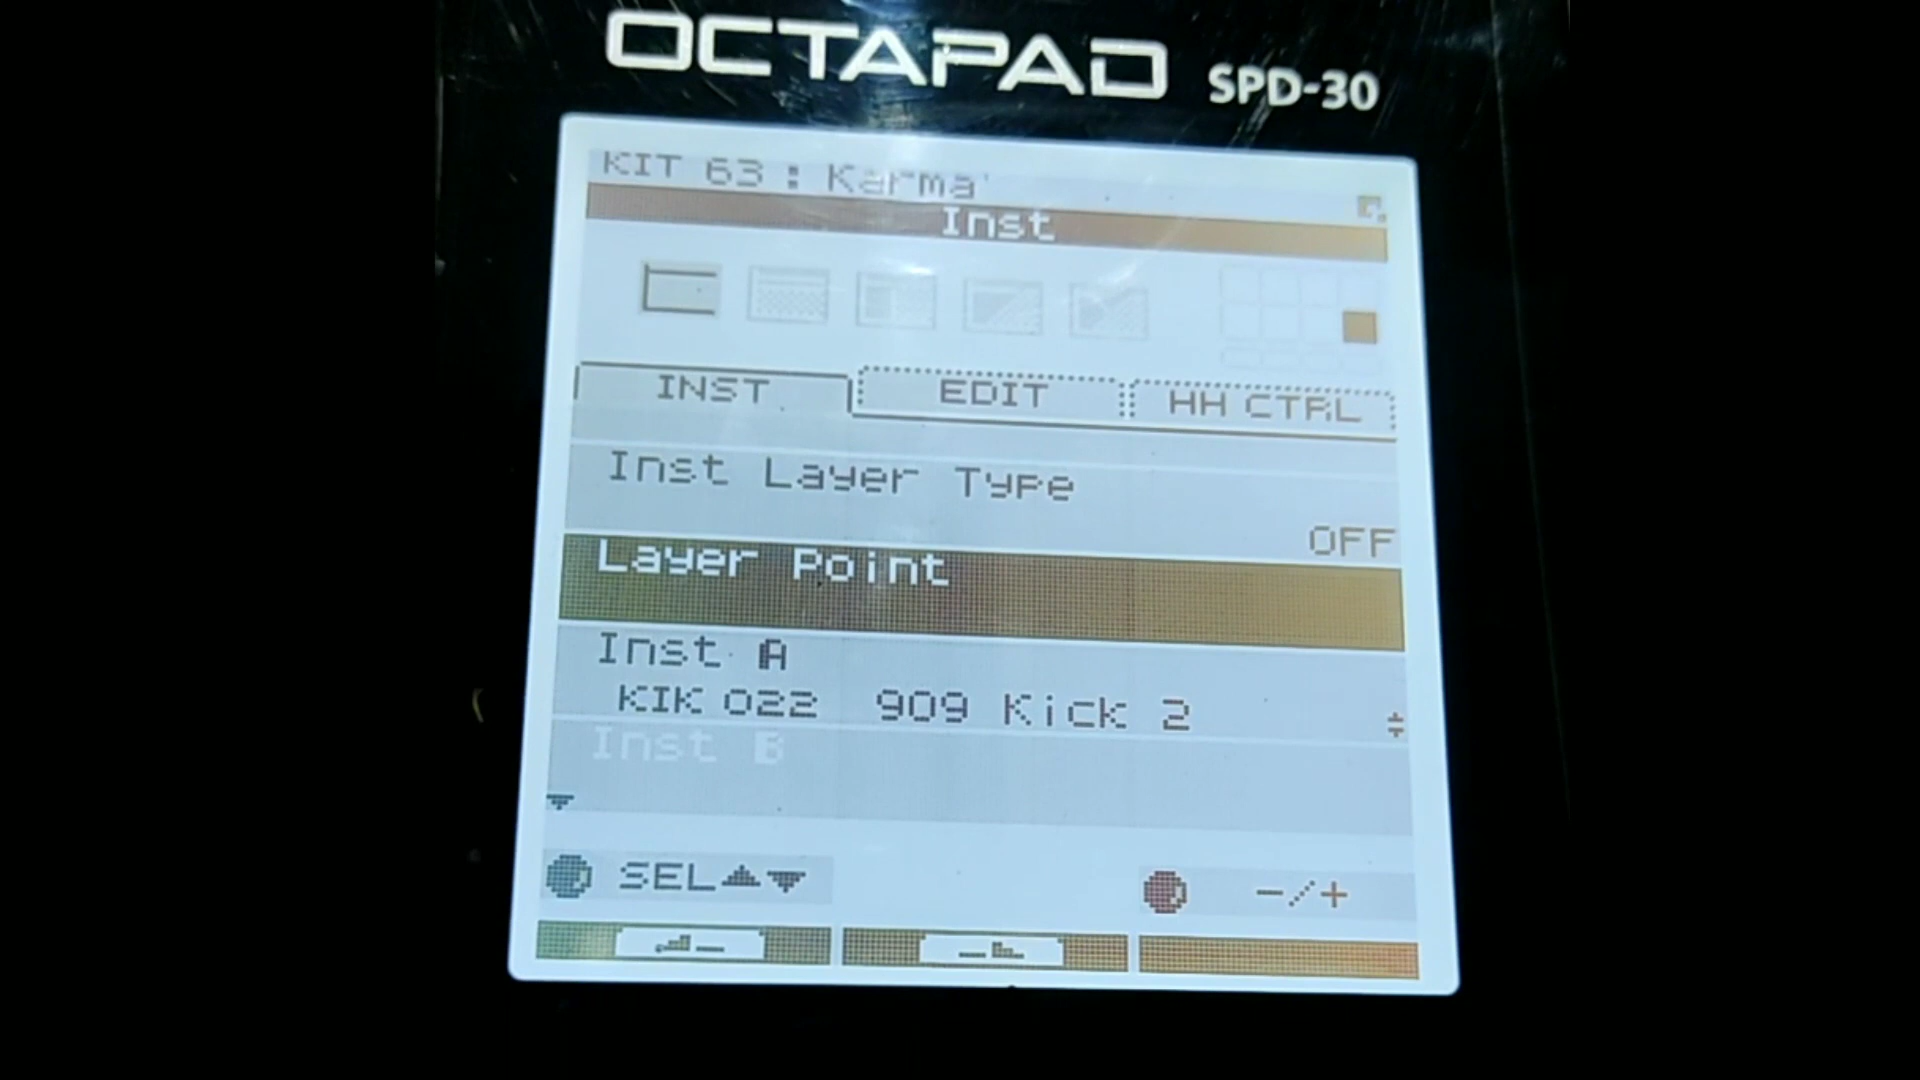 OCTAPAD SPD-30
KIT 63 : Karma
Inst
INST EDIT HH CTRL
Inst Layer Type
OFF
Layer Point
Inst A
KIK 022 909 Kick 2
Inst B
SEL▲▼ -/+